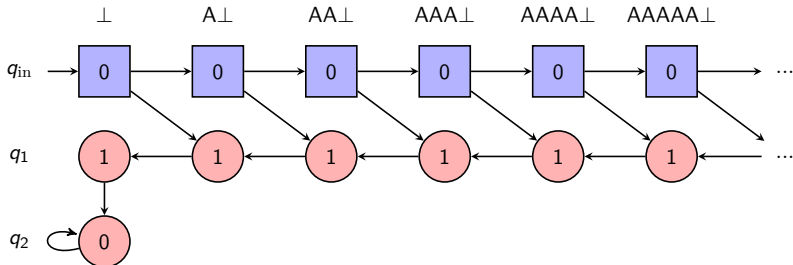 ⊥ A⊥ AA⊥ AAA⊥ AAAA⊥ AAAAA⊥
q_in 0 0 0 0 0 0 ...
q_1 1 1 1 1 1 1 ...
q_2 0